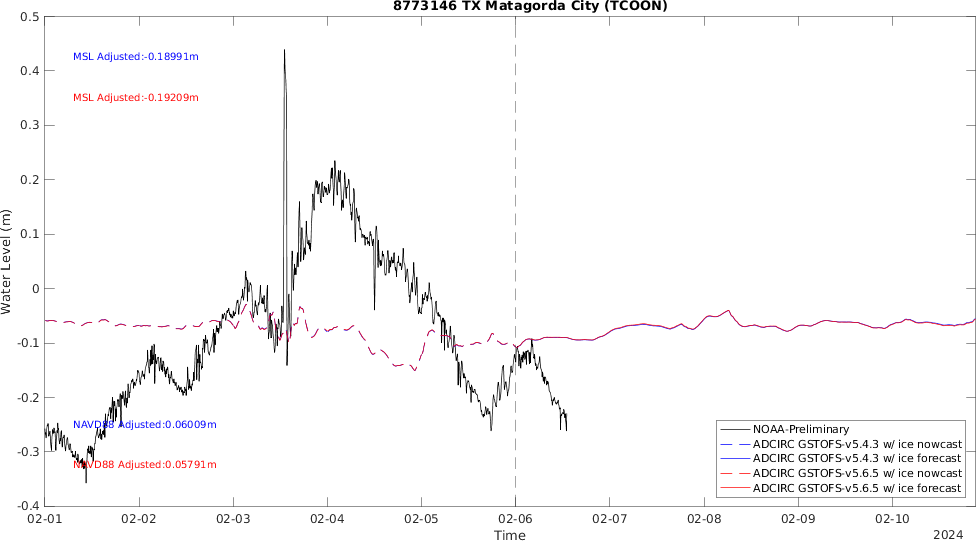 8773146 TX Matagorda City (TCOON)
0.5
0.4
0.3
0.2
0.1
0
-0.1
-0.2
-0.3
-0.4
Water Level (m)
MSL Adjusted:-0.18991m
MSL Adjusted:-0.19209m
NAVD88 Adjusted:0.06009m
NAVD88 Adjusted:0.05791m
NOAA-Preliminary
ADCIRC GSTOFS-v5.4.3 w/ ice nowcast
ADCIRC GSTOFS-v5.4.3 w/ ice forecast
ADCIRC GSTOFS-v5.6.5 w/ ice nowcast
ADCIRC GSTOFS-v5.6.5 w/ ice forecast
02-01 02-02 02-03 02-04 02-05 02-06 02-07 02-08 02-09 02-10
Time
2024